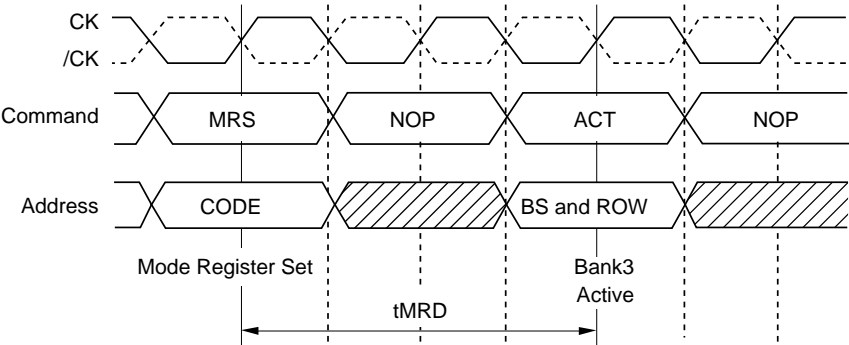 CK
/CK
Command MRS NOP ACT NOP
Address CODE BS and ROW
Mode Register Set Bank3
Active
tMRD